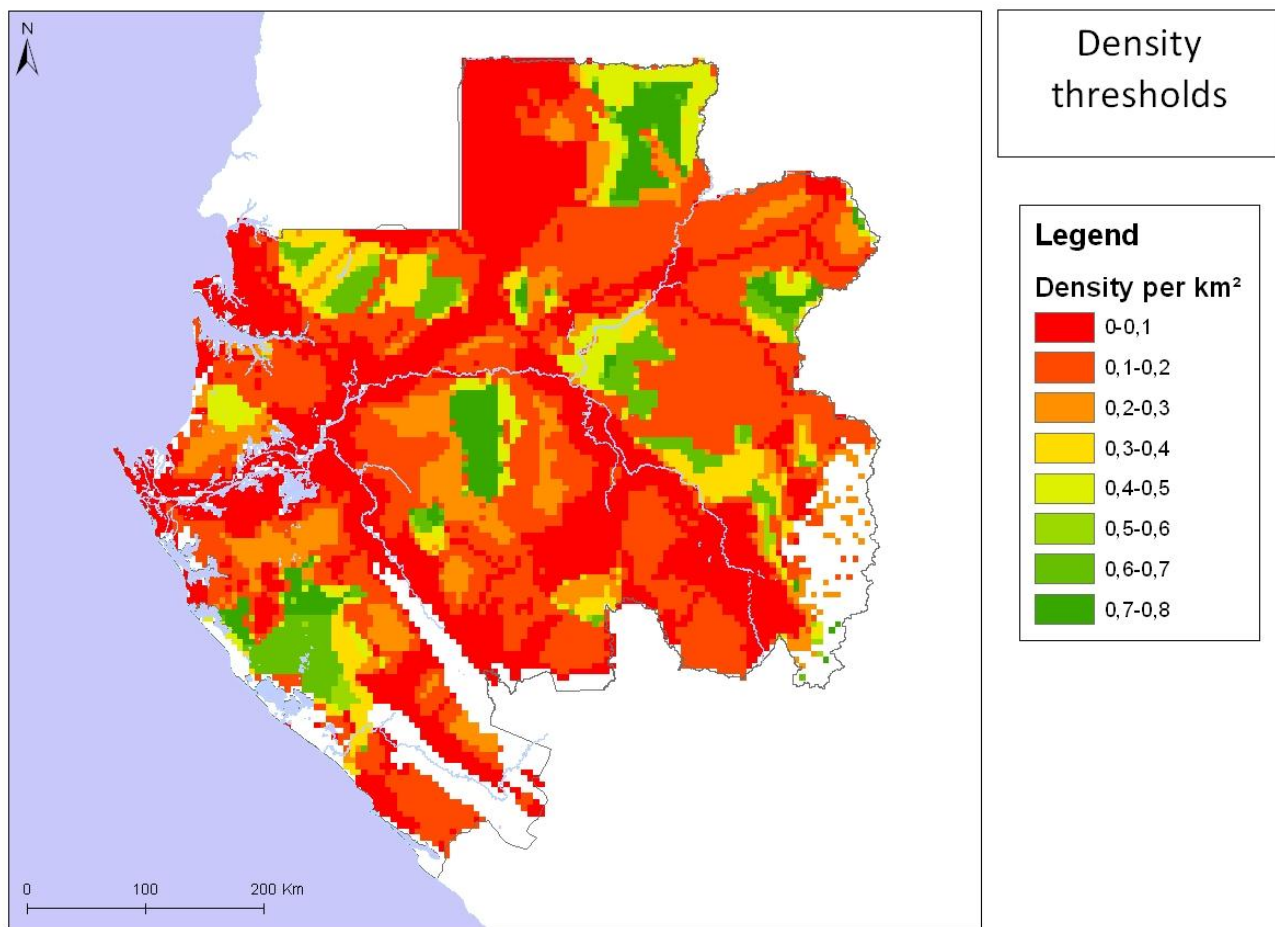 N
Density
thresholds
Legend
Density per km²
0-0,1
0,1-0,2
0,2-0,3
0,3-0,4
0,4-0,5
0,5-0,6
0,6-0,7
0,7-0,8
0 100 200 Km